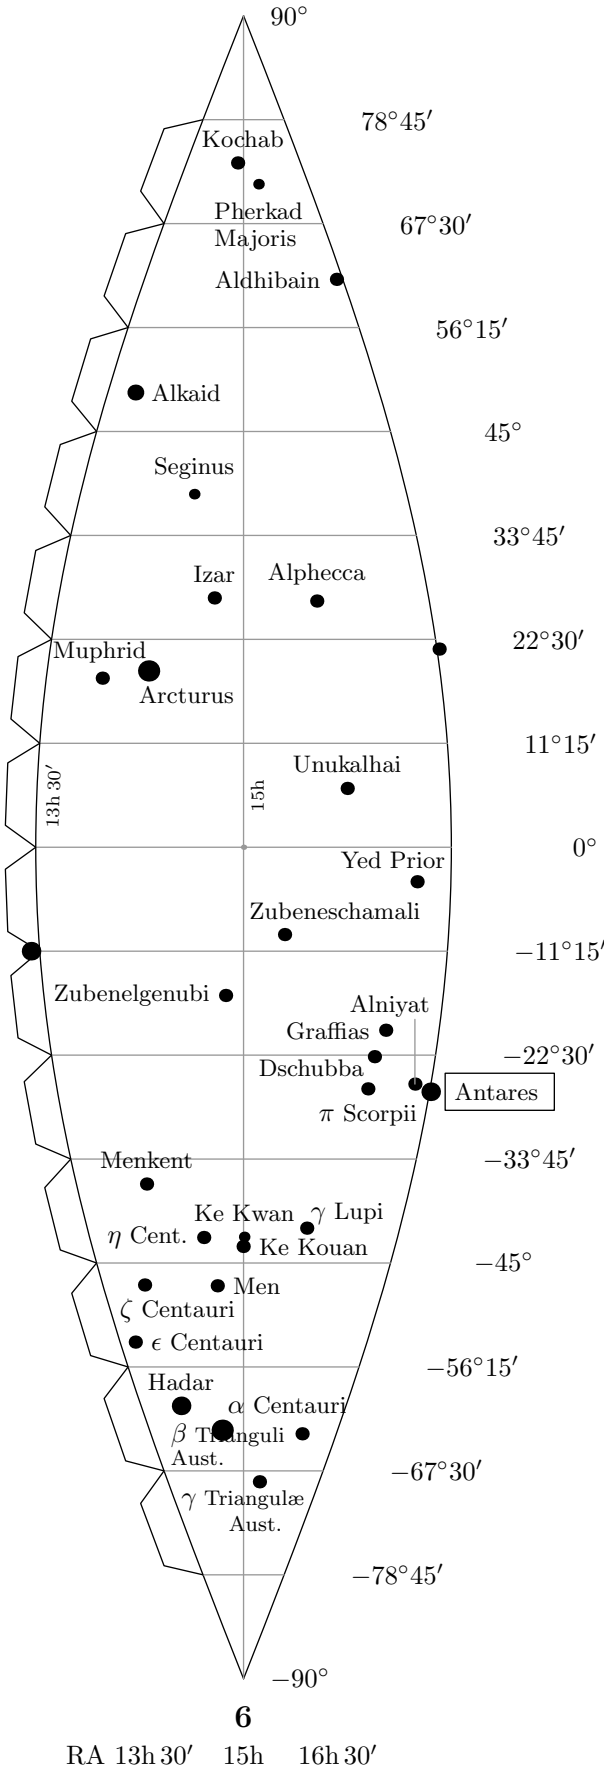 90°
78°45′
Kochab
Pherkad
Majoris
67°30′
Aldhibain
56°15′
Alkaid
45°
Seginus
33°45′
Izar
Alphecca
22°30′
Muphrid
Arcturus
11°15′
Unukalhai
13h 30′
15h
0°
Yed Prior
Zubeneschamali
−11°15′
Zubenelgenubi
Alniyat
Graffias
−22°30′
Dschubba
Antares
π Scorpii
−33°45′
Menkent
Ke Kwan
γ Lupi
η Cent.
Ke Kouan
−45°
Men
ζ Centauri
ϵ Centauri
−56°15′
Hadar
α Centauri
β Trianguli
Aust.
−67°30′
γ Triangulæ
Aust.
−78°45′
−90°
6
RA 13h 30′ 15h 16h 30′